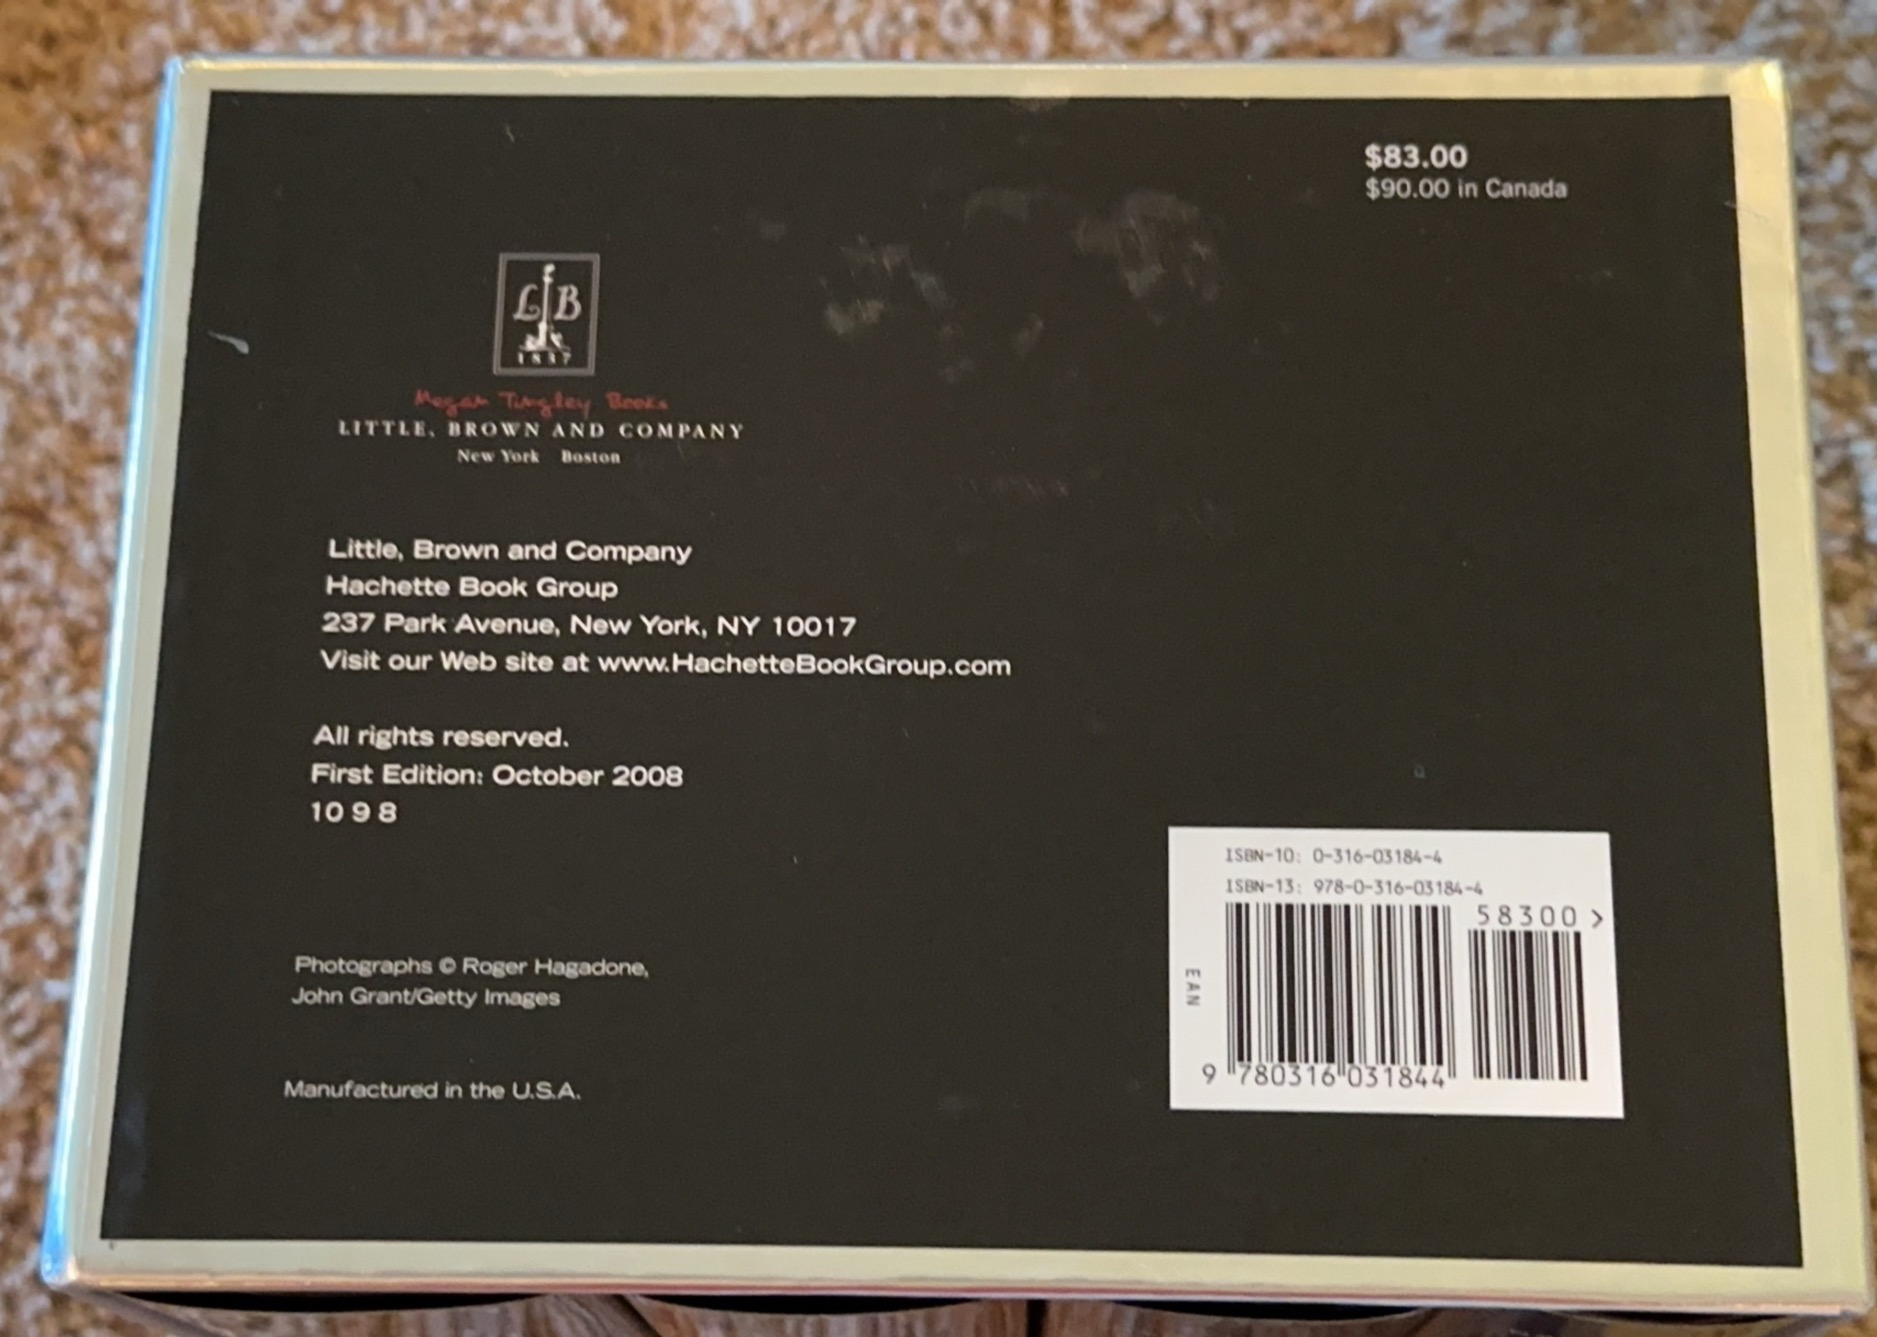 $83.00
$90.00 in Canada
L B
1837
Megan Tingley Books
LITTLE, BROWN AND COMPANY
New York Boston
Little, Brown and Company
Hachette Book Group
237 Park Avenue, New York, NY 10017
Visit our Web site at www.HachetteBookGroup.com
All rights reserved.
First Edition: October 2008
10 9 8
Photographs © Roger Hagadone,
John Grant/Getty Images
Manufactured in the U.S.A.
ISBN-10: 0-316-03184-4
ISBN-13: 978-0-316-03184-4
58300 >
EAN
9 780316 031844